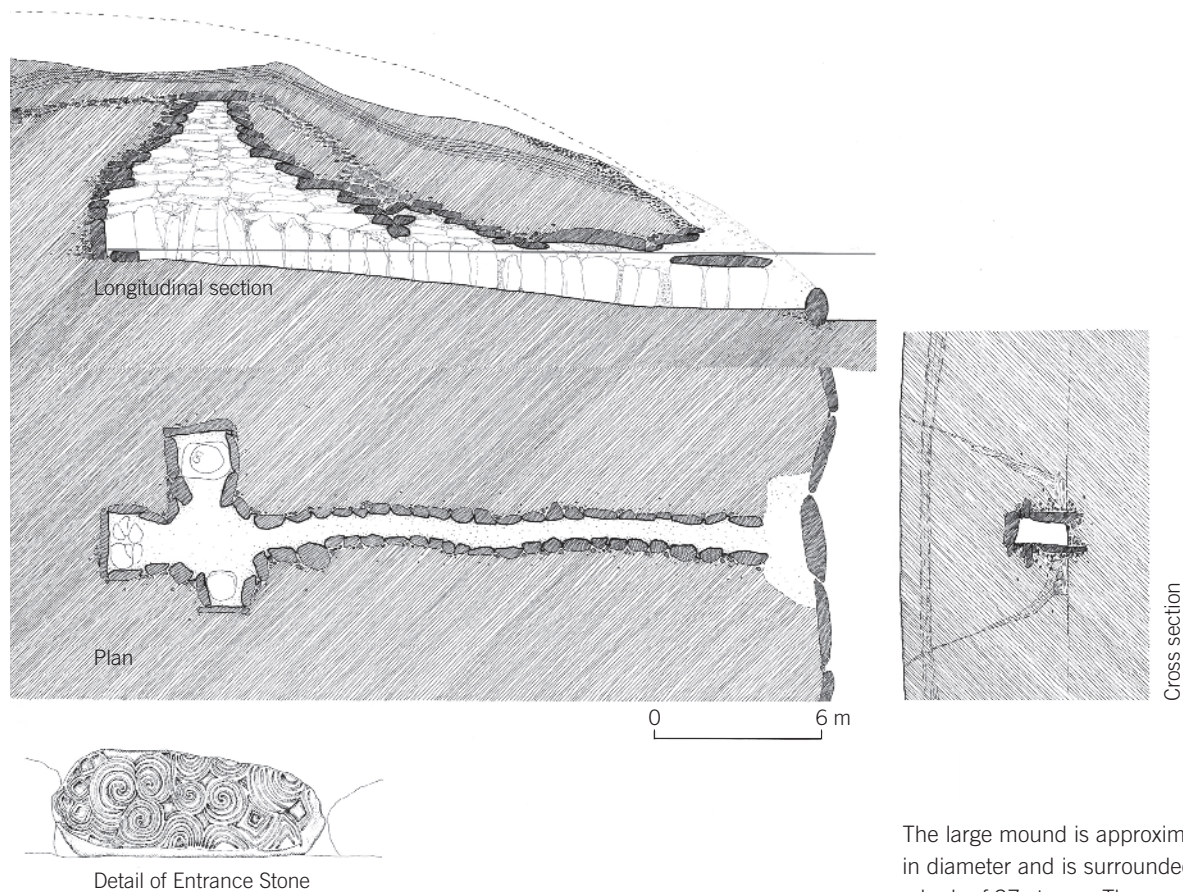 Longitudinal section
Plan
0 6 m
Cross section
Detail of Entrance Stone
The large mound is approxim
in diameter and is surrounded